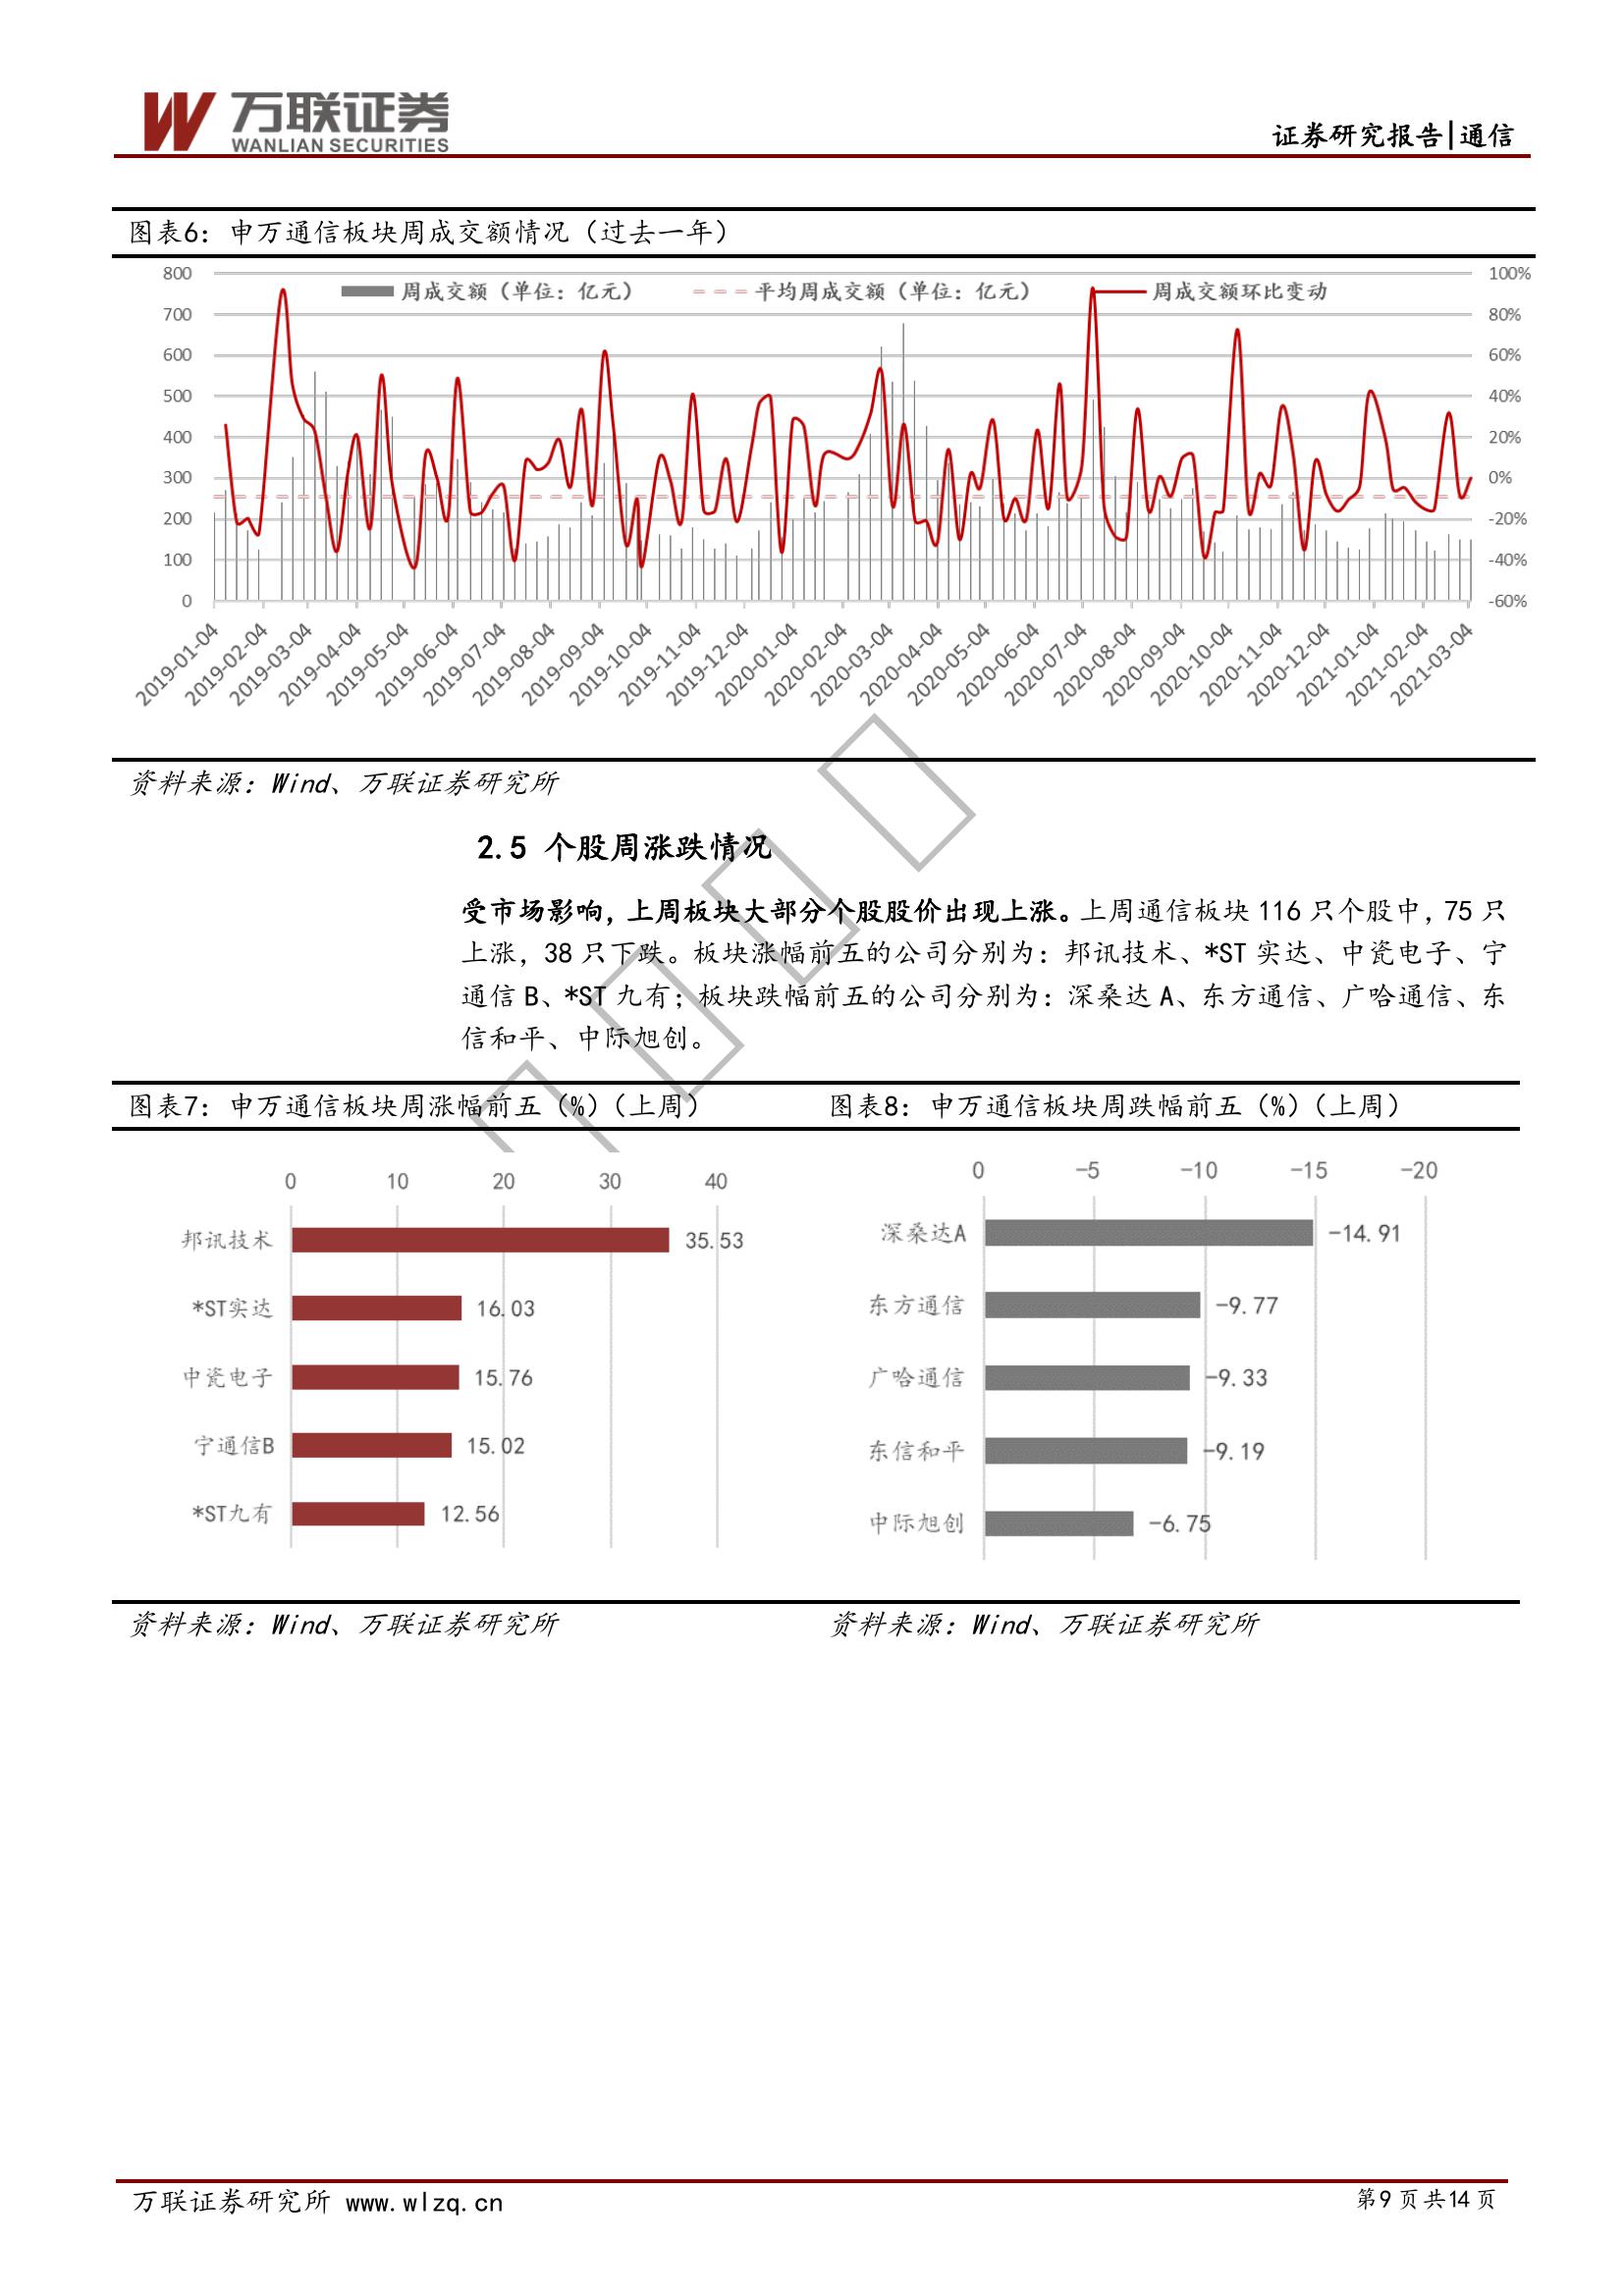 万联证券
WANLIAN SECURITIES
证券研究报告|通信
图表6：申万通信板块周成交额情况（过去一年）
800
700
600
500
400
300
200
100
0
周成交额（单位：亿元）
平均周成交额（单位：亿元）
周成交额环比变动
100%
80%
60%
40%
20%
0%
-20%
-40%
-60%
2019-01-04
2019-02-04
2019-03-04
2019-04-04
2019-05-04
2019-06-04
2019-07-04
2019-08-04
2019-09-04
2019-10-04
2019-11-04
2019-12-04
2020-01-04
2020-02-04
2020-03-04
2020-04-04
2020-05-04
2020-06-04
2020-07-04
2020-08-04
2020-09-04
2020-10-04
2020-11-04
2020-12-04
2021-01-04
2021-02-04
2021-03-04
资料来源：Wind、万联证券研究所
2.5 个股周涨跌情况
受市场影响，上周板块大部分个股股价出现上涨。上周通信板块 116 只个股中，75 只
上涨，38 只下跌。板块涨幅前五的公司分别为：邦讯技术、*ST 实达、中瓷电子、宁
通信 B、*ST 九有；板块跌幅前五的公司分别为：深桑达 A、东方通信、广哈通信、东
信和平、中际旭创。
图表7：申万通信板块周涨幅前五（%）（上周）
0 10 20 30 40
邦讯技术 35.53
*ST实达 16.03
中瓷电子 15.76
宁通信B 15.02
*ST九有 12.56
资料来源：Wind、万联证券研究所
图表8：申万通信板块周跌幅前五（%）（上周）
0 -5 -10 -15 -20
深桑达A -14.91
东方通信 -9.77
广哈通信 -9.33
东信和平 -9.19
中际旭创 -6.75
资料来源：Wind、万联证券研究所
万联证券研究所 www.wlzq.cn
第9页共14页